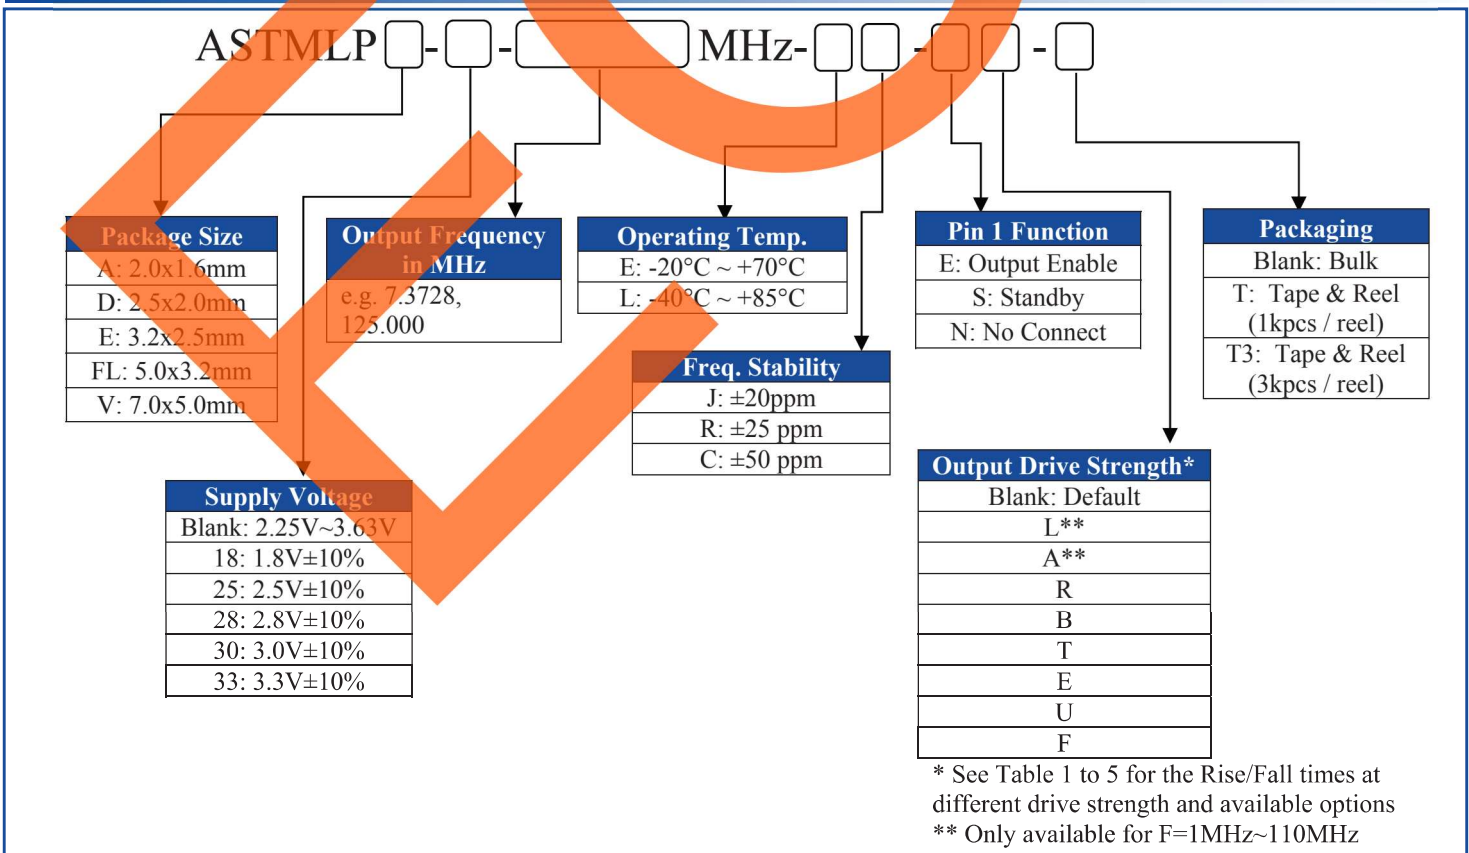 ASTMLP - - MHz- - -
Package Size
A: 2.0x1.6mm
D: 2.5x2.0mm
E: 3.2x2.5mm
FL: 5.0x3.2mm
V: 7.0x5.0mm
Output Frequency
in MHz
e.g. 7.3728,
125.000
Operating Temp.
E: -20°C ~ +70°C
L: -40°C ~ +85°C
Pin 1 Function
E: Output Enable
S: Standby
N: No Connect
Packaging
Blank: Bulk
T: Tape & Reel
(1kpcs / reel)
T3: Tape & Reel
(3kpcs / reel)
Freq. Stability
J: ±20ppm
R: ±25 ppm
C: ±50 ppm
Supply Voltage
Blank: 2.25V~3.63V
18: 1.8V±10%
25: 2.5V±10%
28: 2.8V±10%
30: 3.0V±10%
33: 3.3V±10%
Output Drive Strength*
Blank: Default
L**
A**
R
B
T
E
U
F
* See Table 1 to 5 for the Rise/Fall times at
different drive strength and available options
** Only available for F=1MHz~110MHz